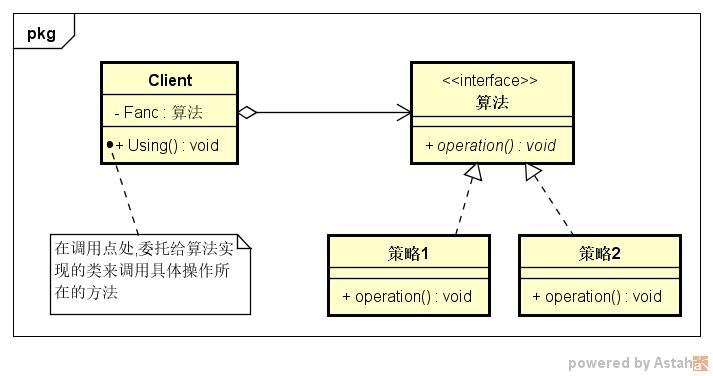 pkg
Client
- Fanc : 算法
+ Using() : void
<<interface>>
算法
+ operation() : void
在调用点处,委托给算法实
现的类来调用具体操作所
在的方法
策略1
+ operation() : void
策略2
+ operation() : void
powered by Astah